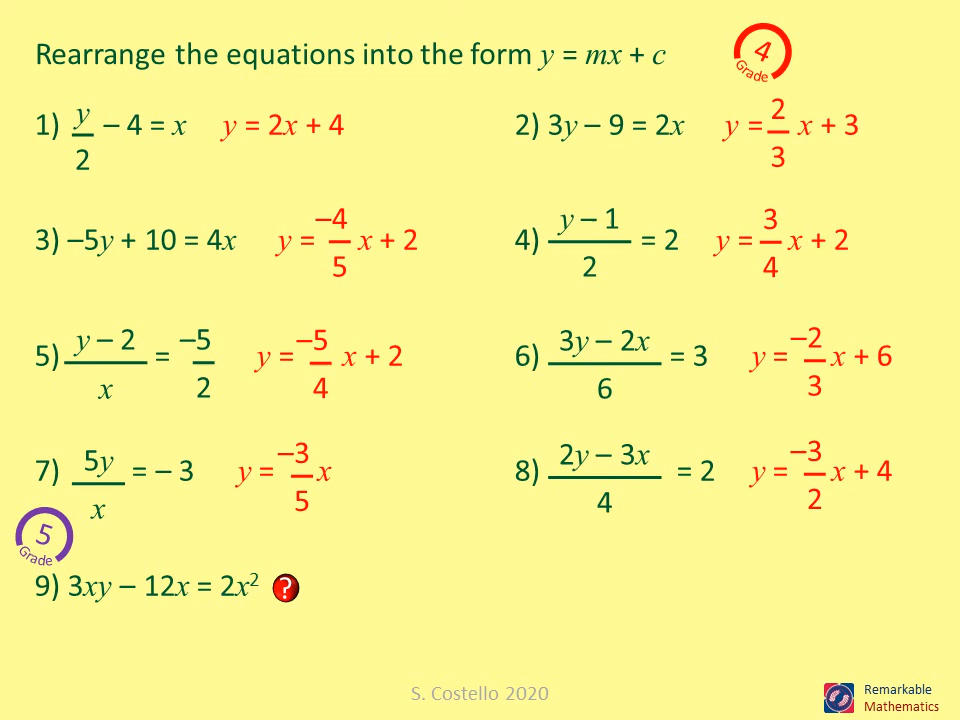 Rearrange the equations into the form y = mx + c
4
Grade
1) y/2 – 4 = x y = 2x + 4
2) 3y – 9 = 2x y = 2/3 x + 3
3) –5y + 10 = 4x y = –4/5 x + 2
4) (y – 1)/2 = 2 y = 3/4 x + 2
5) (y – 2)/x = –5/2 y = –5/4 x + 2
6) (3y – 2x)/6 = 3 y = –2/3 x + 6
7) 5y/x = – 3 y = –3/5 x
8) (2y – 3x)/4 = 2 y = –3/2 x + 4
5
Grade
9) 3xy – 12x = 2x² ?
S. Costello 2020
Remarkable
Mathematics